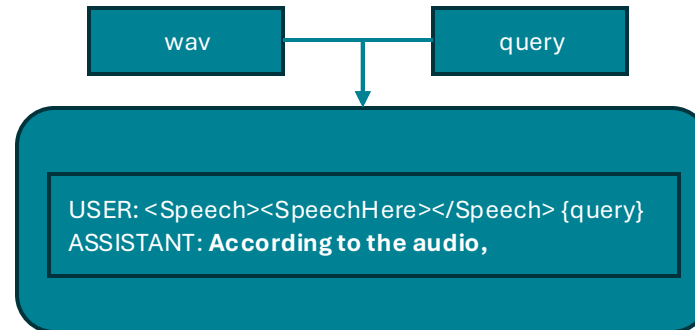 wav
query
USER: <Speech><SpeechHere></Speech> {query}
ASSISTANT: According to the audio,